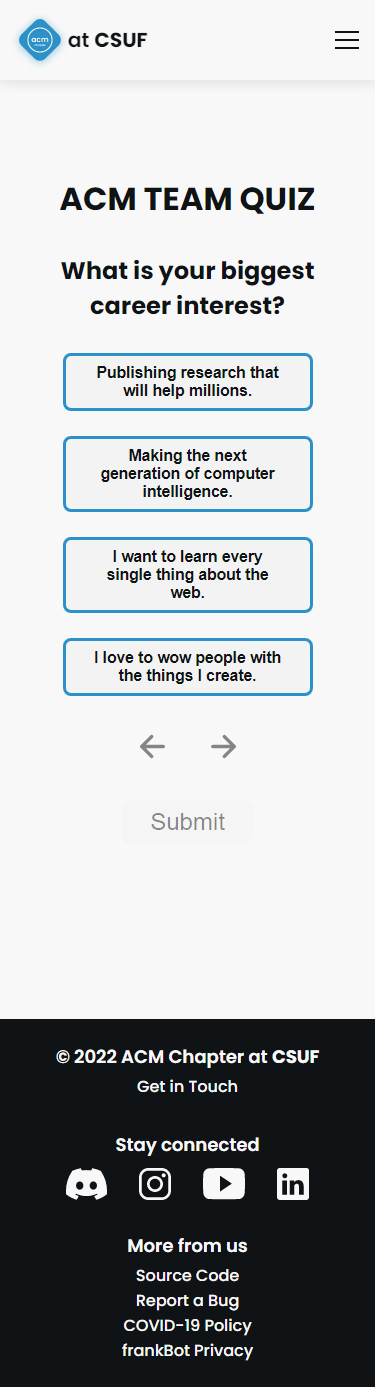 acm
at CSUF
ACM TEAM QUIZ
What is your biggest
career interest?
Publishing research that
will help millions.
Making the next
generation of computer
intelligence.
I want to learn every
single thing about the
web.
I love to wow people with
the things I create.
Submit
© 2022 ACM Chapter at CSUF
Get in Touch
Stay connected
in
More from us
Source Code
Report a Bug
COVID-19 Policy
frankBot Privacy